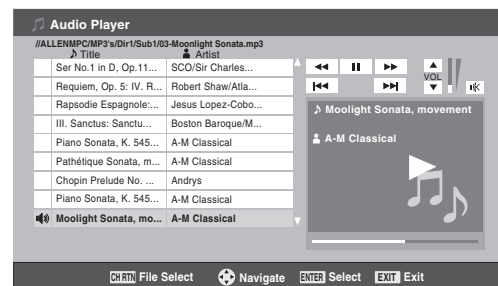 Audio Player
//ALLENMPC/MP3's/Dir1/Sub1/03-Moonlight Sonata.mp3
Title Artist
Ser No.1 in D, Op.11... SCO/Sir Charles...
Requiem, Op. 5: IV. R... Robert Shaw/Atla...
Rapsodie Espagnole:... Jesus Lopez-Cobo...
III. Sanctus: Sanctu... Boston Baroque/M...
Piano Sonata, K. 545... A-M Classical
Pathétique Sonata, m... A-M Classical
Chopin Prelude No. ... Andrys
Piano Sonata, K. 545... A-M Classical
Moolight Sonata, mo... A-M Classical
VOL
Moolight Sonata, movement
A-M Classical
CH RTN File Select Navigate ENTER Select EXIT Exit